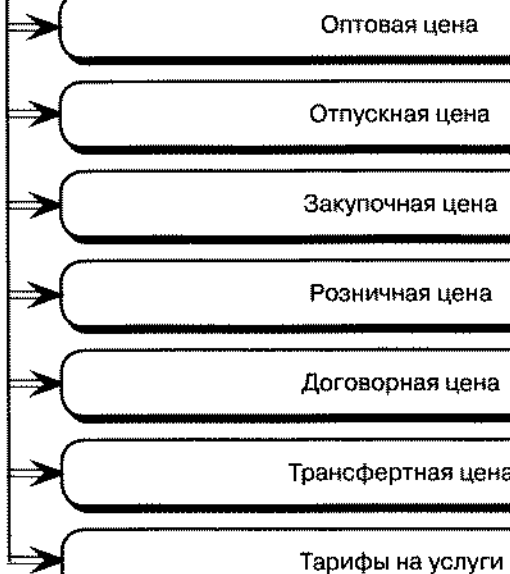 Оптовая цена
Отпускная цена
Закупочная цена
Розничная цена
Договорная цена
Трансфертная цена
Тарифы на услуги